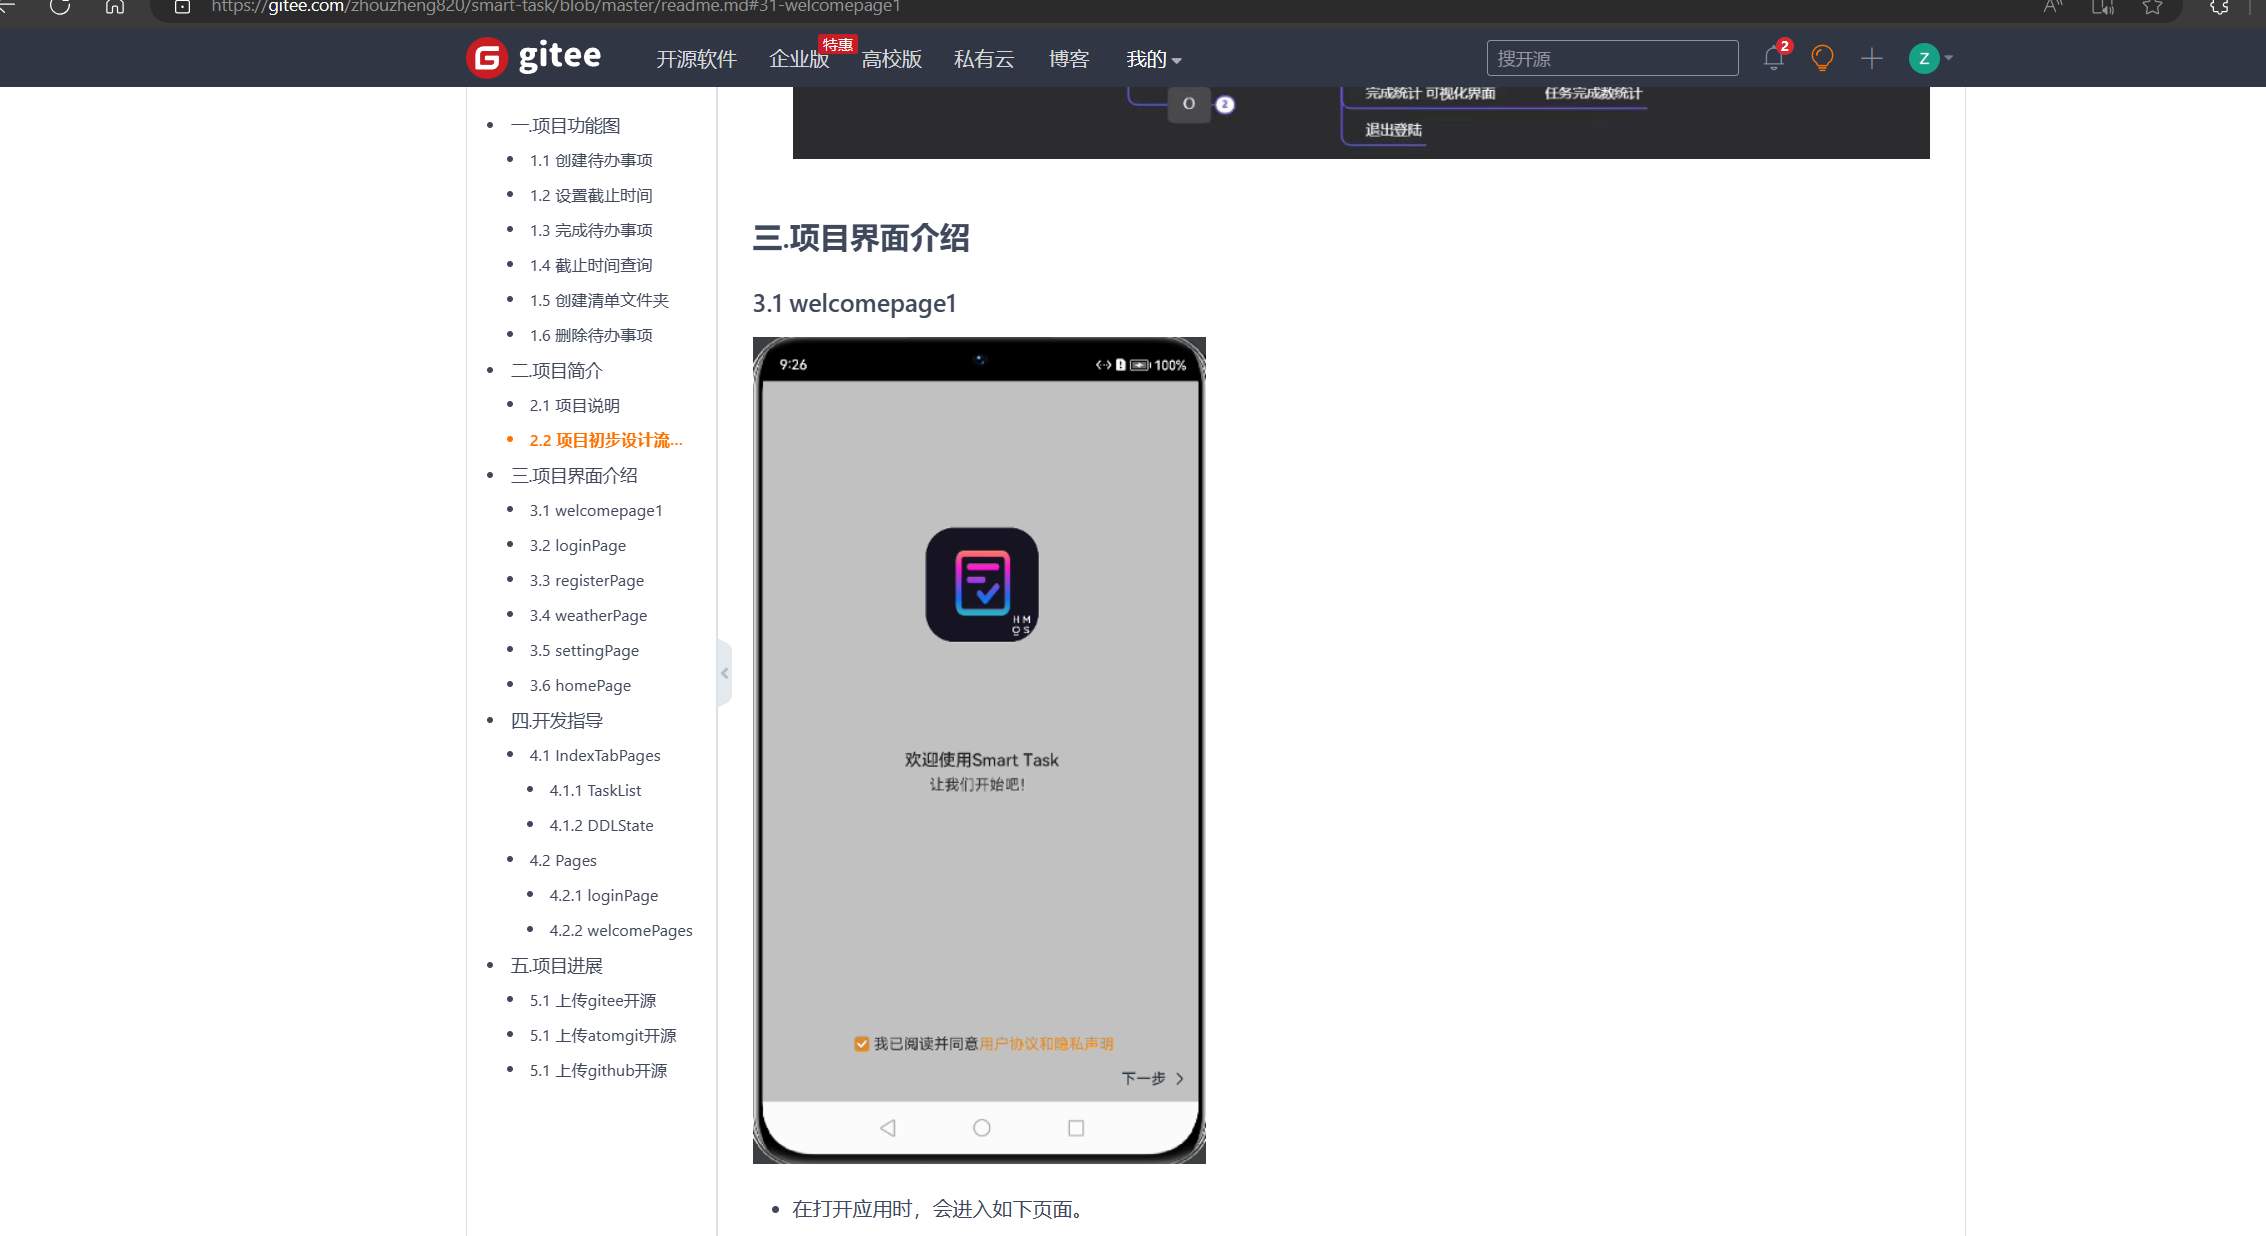 https://gitee.com/zhouzheng820/smart-task/blob/master/readme.md#31-welcomepage1
gitee
开源软件
企业版
特惠
高校版
私有云
博客
我的
搜开源
2
Z
一.项目功能图
1.1 创建待办事项
1.2 设置截止时间
1.3 完成待办事项
1.4 截止时间查询
1.5 创建清单文件夹
1.6 删除待办事项
二.项目简介
2.1 项目说明
2.2 项目初步设计流...
三.项目界面介绍
3.1 welcomepage1
3.2 loginPage
3.3 registerPage
3.4 weatherPage
3.5 settingPage
3.6 homePage
四.开发指导
4.1 IndexTabPages
4.1.1 TaskList
4.1.2 DDLState
4.2 Pages
4.2.1 loginPage
4.2.2 welcomePages
五.项目进展
5.1 上传gitee开源
5.1 上传atomgit开源
5.1 上传github开源
O
2
完成统计 可视化界面
任务完成数统计
退出登陆
三.项目界面介绍
3.1 welcomepage1
9:26
100%
HM
OS
欢迎使用Smart Task
让我们开始吧！
我已阅读并同意用户协议和隐私声明
下一步
在打开应用时，会进入如下页面。